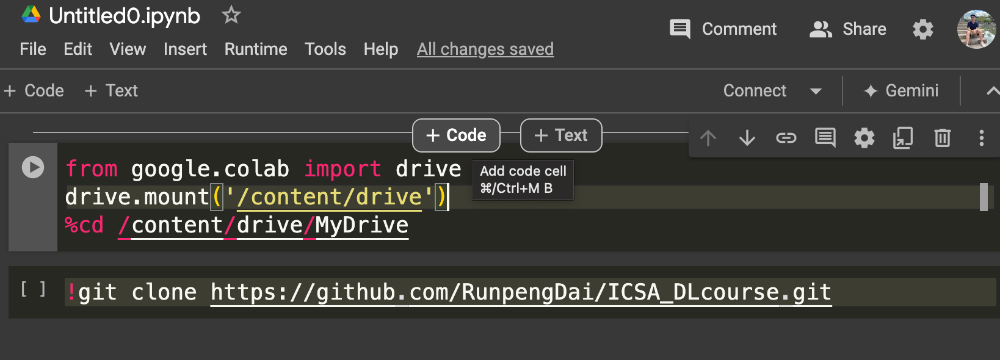 Untitled0.ipynb
Comment
Share
File Edit View Insert Runtime Tools Help All changes saved
+ Code + Text
Connect
Gemini
+ Code
+ Text
Add code cell
⌘/Ctrl+M B
from google.colab import drive
drive.mount('/content/drive')
%cd /content/drive/MyDrive
[ ] !git clone https://github.com/RunpengDai/ICSA_DLcourse.git